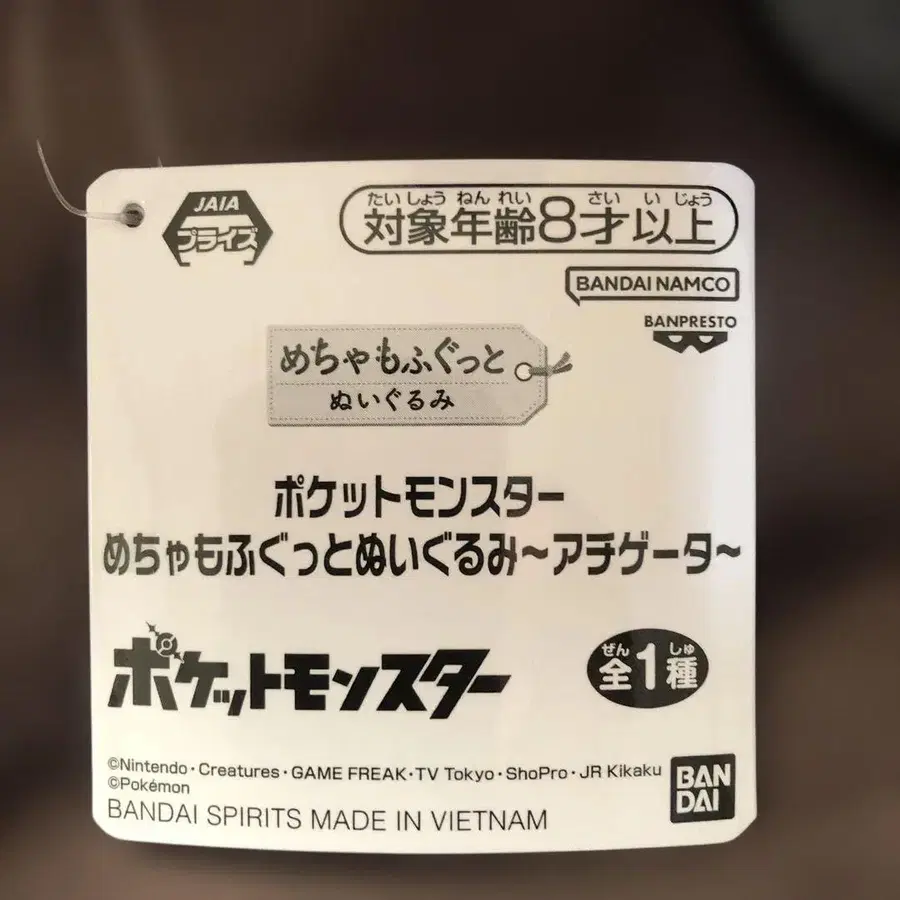 JAIA
プライズ
たいしょう ねん れい さい い じょう
対象年齢8才以上
BANDAI NAMCO
BANPRESTO
めちゃもふぐっと
ぬいぐるみ
ポケットモンスター
めちゃもふぐっとぬいぐるみ~アチゲータ~
ポケットモンスター
ぜん しゅ
全1種
©Nintendo・Creatures・GAME FREAK・TV Tokyo・ShoPro・JR Kikaku
©Pokémon
BANDAI SPIRITS MADE IN VIETNAM
BAN
DAI